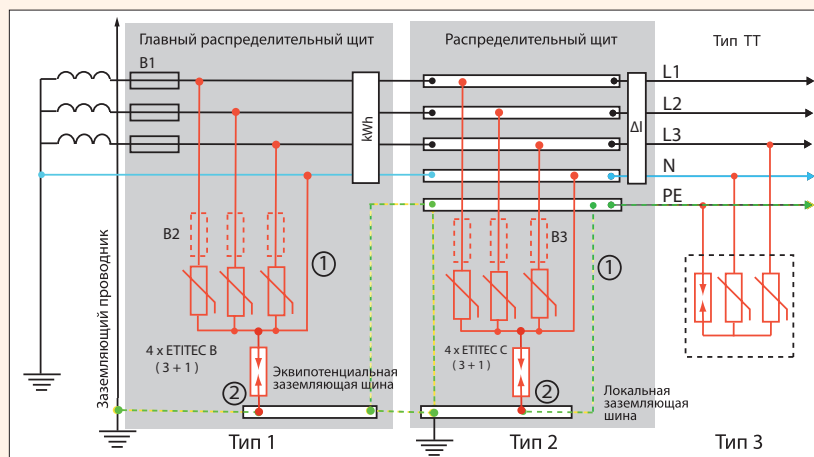 Главный распределительный щит
Распределительный щит
Тип ТТ
B1
L1
L2
L3
N
PE
kWh
ΔI
B2
B3
1
1
Заземляющий проводник
4 x ETITEC B
( 3 + 1 )
4 x ETITEC C
( 3 + 1 )
Эквипотенциальная
заземляющая шина
2
2
Локальная
заземляющая
шина
Тип 1
Тип 2
Тип 3